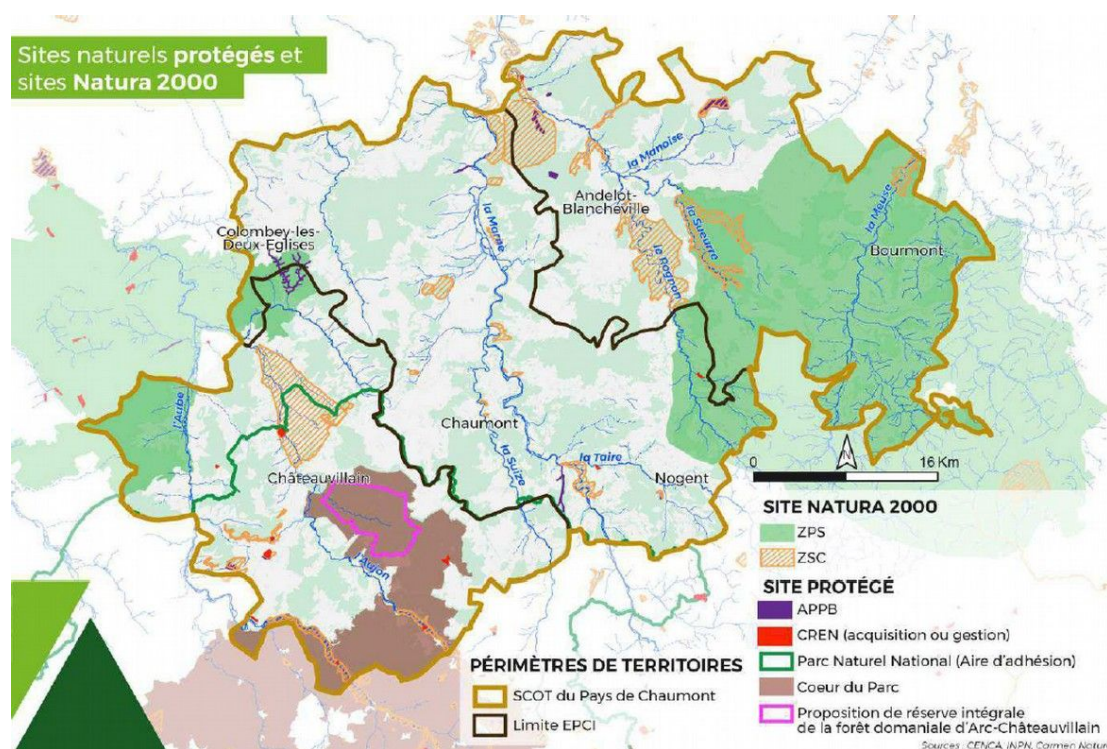 Sites naturels protégés et
sites Natura 2000
la Manoise
Andelot-
Blancheville
la Meuse
Colombey-les-
Deux-Eglises
la Marne
la Sueurre
Bourmont
le Rognon
l'Aube
Chaumont
la Suize
la Taire
0 16 Km
N
Châteauvillain
Nogent
l'Aujon
SITE NATURA 2000
ZPS
ZSC
SITE PROTÉGÉ
APPB
CREN (acquisition ou gestion)
Parc Naturel National (Aire d'adhésion)
Coeur du Parc
Proposition de réserve intégrale
de la forêt domaniale d'Arc-Châteauvillain
PÉRIMÈTRES DE TERRITOIRES
SCOT du Pays de Chaumont
Limite EPCI
Sources : CENCA, INPN, Carmen Natur